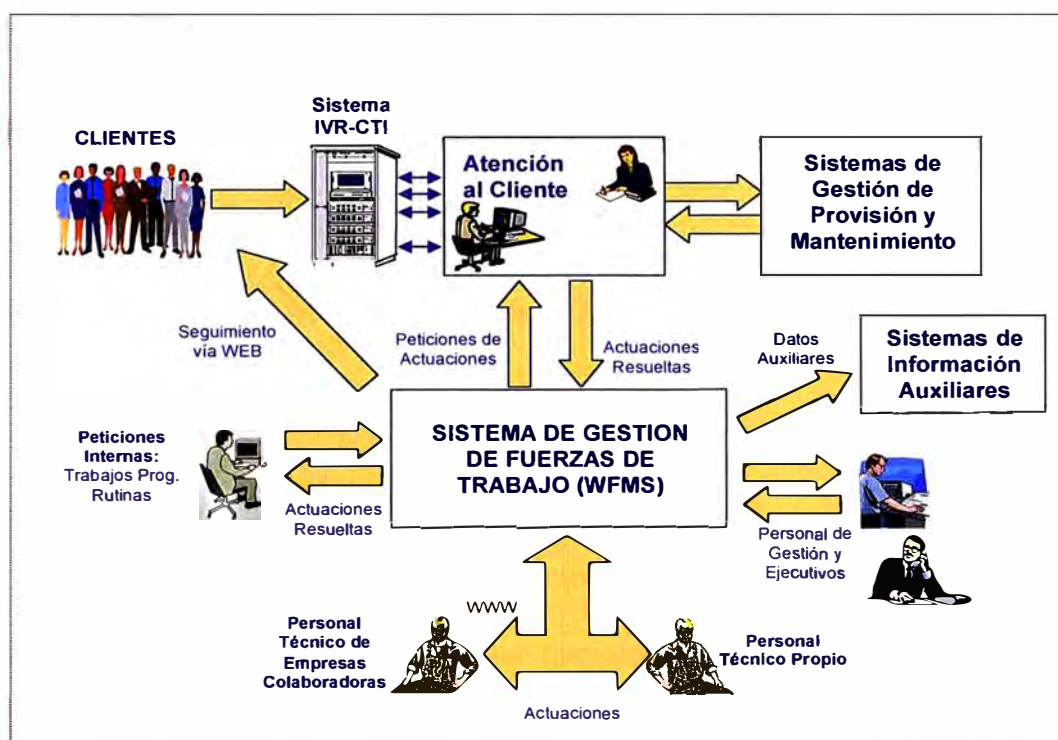 CLIENTES
Sistema
IVR-CTI
Atención
al Cliente
Sistemas de
Gestión de
Provisión y
Mantenimiento
Seguimiento
vía WEB
Peticiones de
Actuaciones
Actuaciones
Resueltas
Datos
Auxiliares
Sistemas de
Información
Auxiliares
Peticiones
Internas:
Trabajos Prog.
Rutinas
Actuaciones
Resueltas
SISTEMA DE GESTION
DE FUERZAS DE
TRABAJO (WFMS)
Personal de
Gestión y
Ejecutivos
WWW
Personal
Técnico de
Empresas
Colaboradoras
Personal
Técnico Propio
Actuaciones